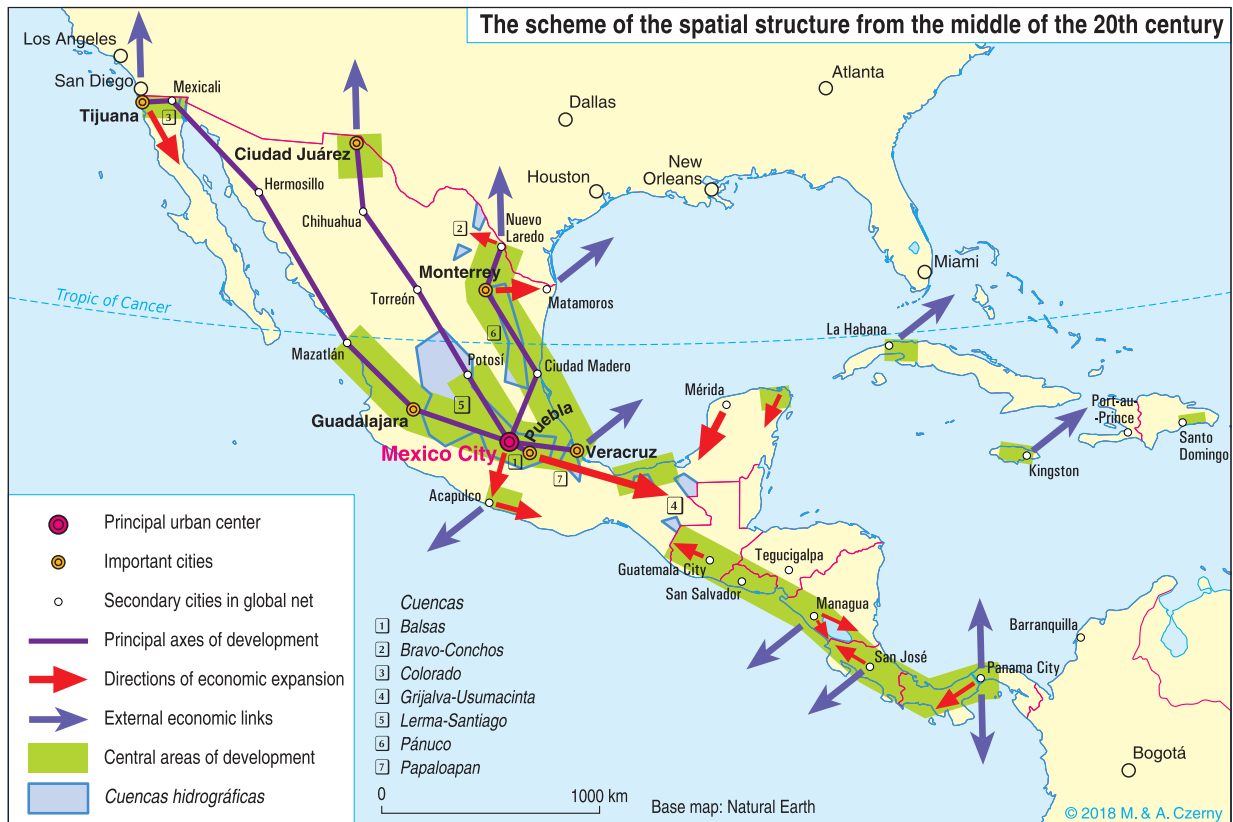 The scheme of the spatial structure from the middle of the 20th century
Los Angeles
San Diego
Mexicali
Tijuana
3
Atlanta
Dallas
Ciudad Juárez
Houston
New
Orleans
Hermosillo
Chihuahua
2
Nuevo
Laredo
Monterrey
Miami
Tropic of Cancer
Torreón
Matamoros
6
La Habana
Mazatlán
Potosí
Ciudad Madero
Mérida
5
Port-au-
-Prince
Guadalajara
Puebla
Santo
Domingo
Mexico City
1
Veracruz
Kingston
7
Acapulco
4
Tegucigalpa
Guatemala City
San Salvador
Managua
Barranquilla
San José
Panama City
Bogotá
Principal urban center
Important cities
Secondary cities in global net
Principal axes of development
Directions of economic expansion
External economic links
Central areas of development
Cuencas hidrográficas
Cuencas
1 Balsas
2 Bravo-Conchos
3 Colorado
4 Grijalva-Usumacinta
5 Lerma-Santiago
6 Pánuco
7 Papaloapan
0 1000 km
Base map: Natural Earth
© 2018 M. & A. Czerny